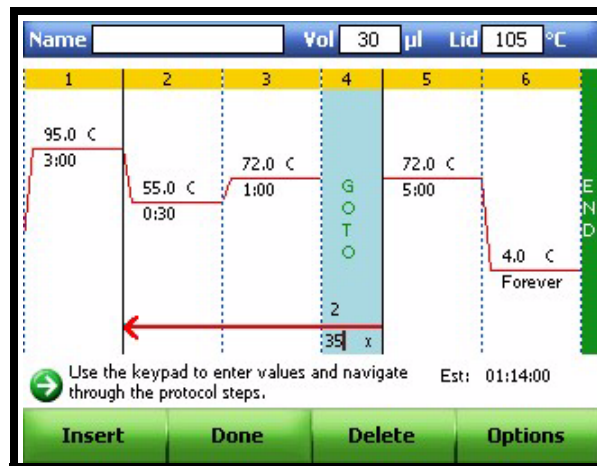 Name Vol 30 µl Lid 105 °C
1 2 3 4 5 6
95.0 C
3:00
55.0 C
0:30
72.0 C
1:00
GOTO
2
35 x
72.0 C
5:00
4.0 C
Forever
END
Use the keypad to enter values and navigate
through the protocol steps.
Est: 01:14:00
Insert Done Delete Options